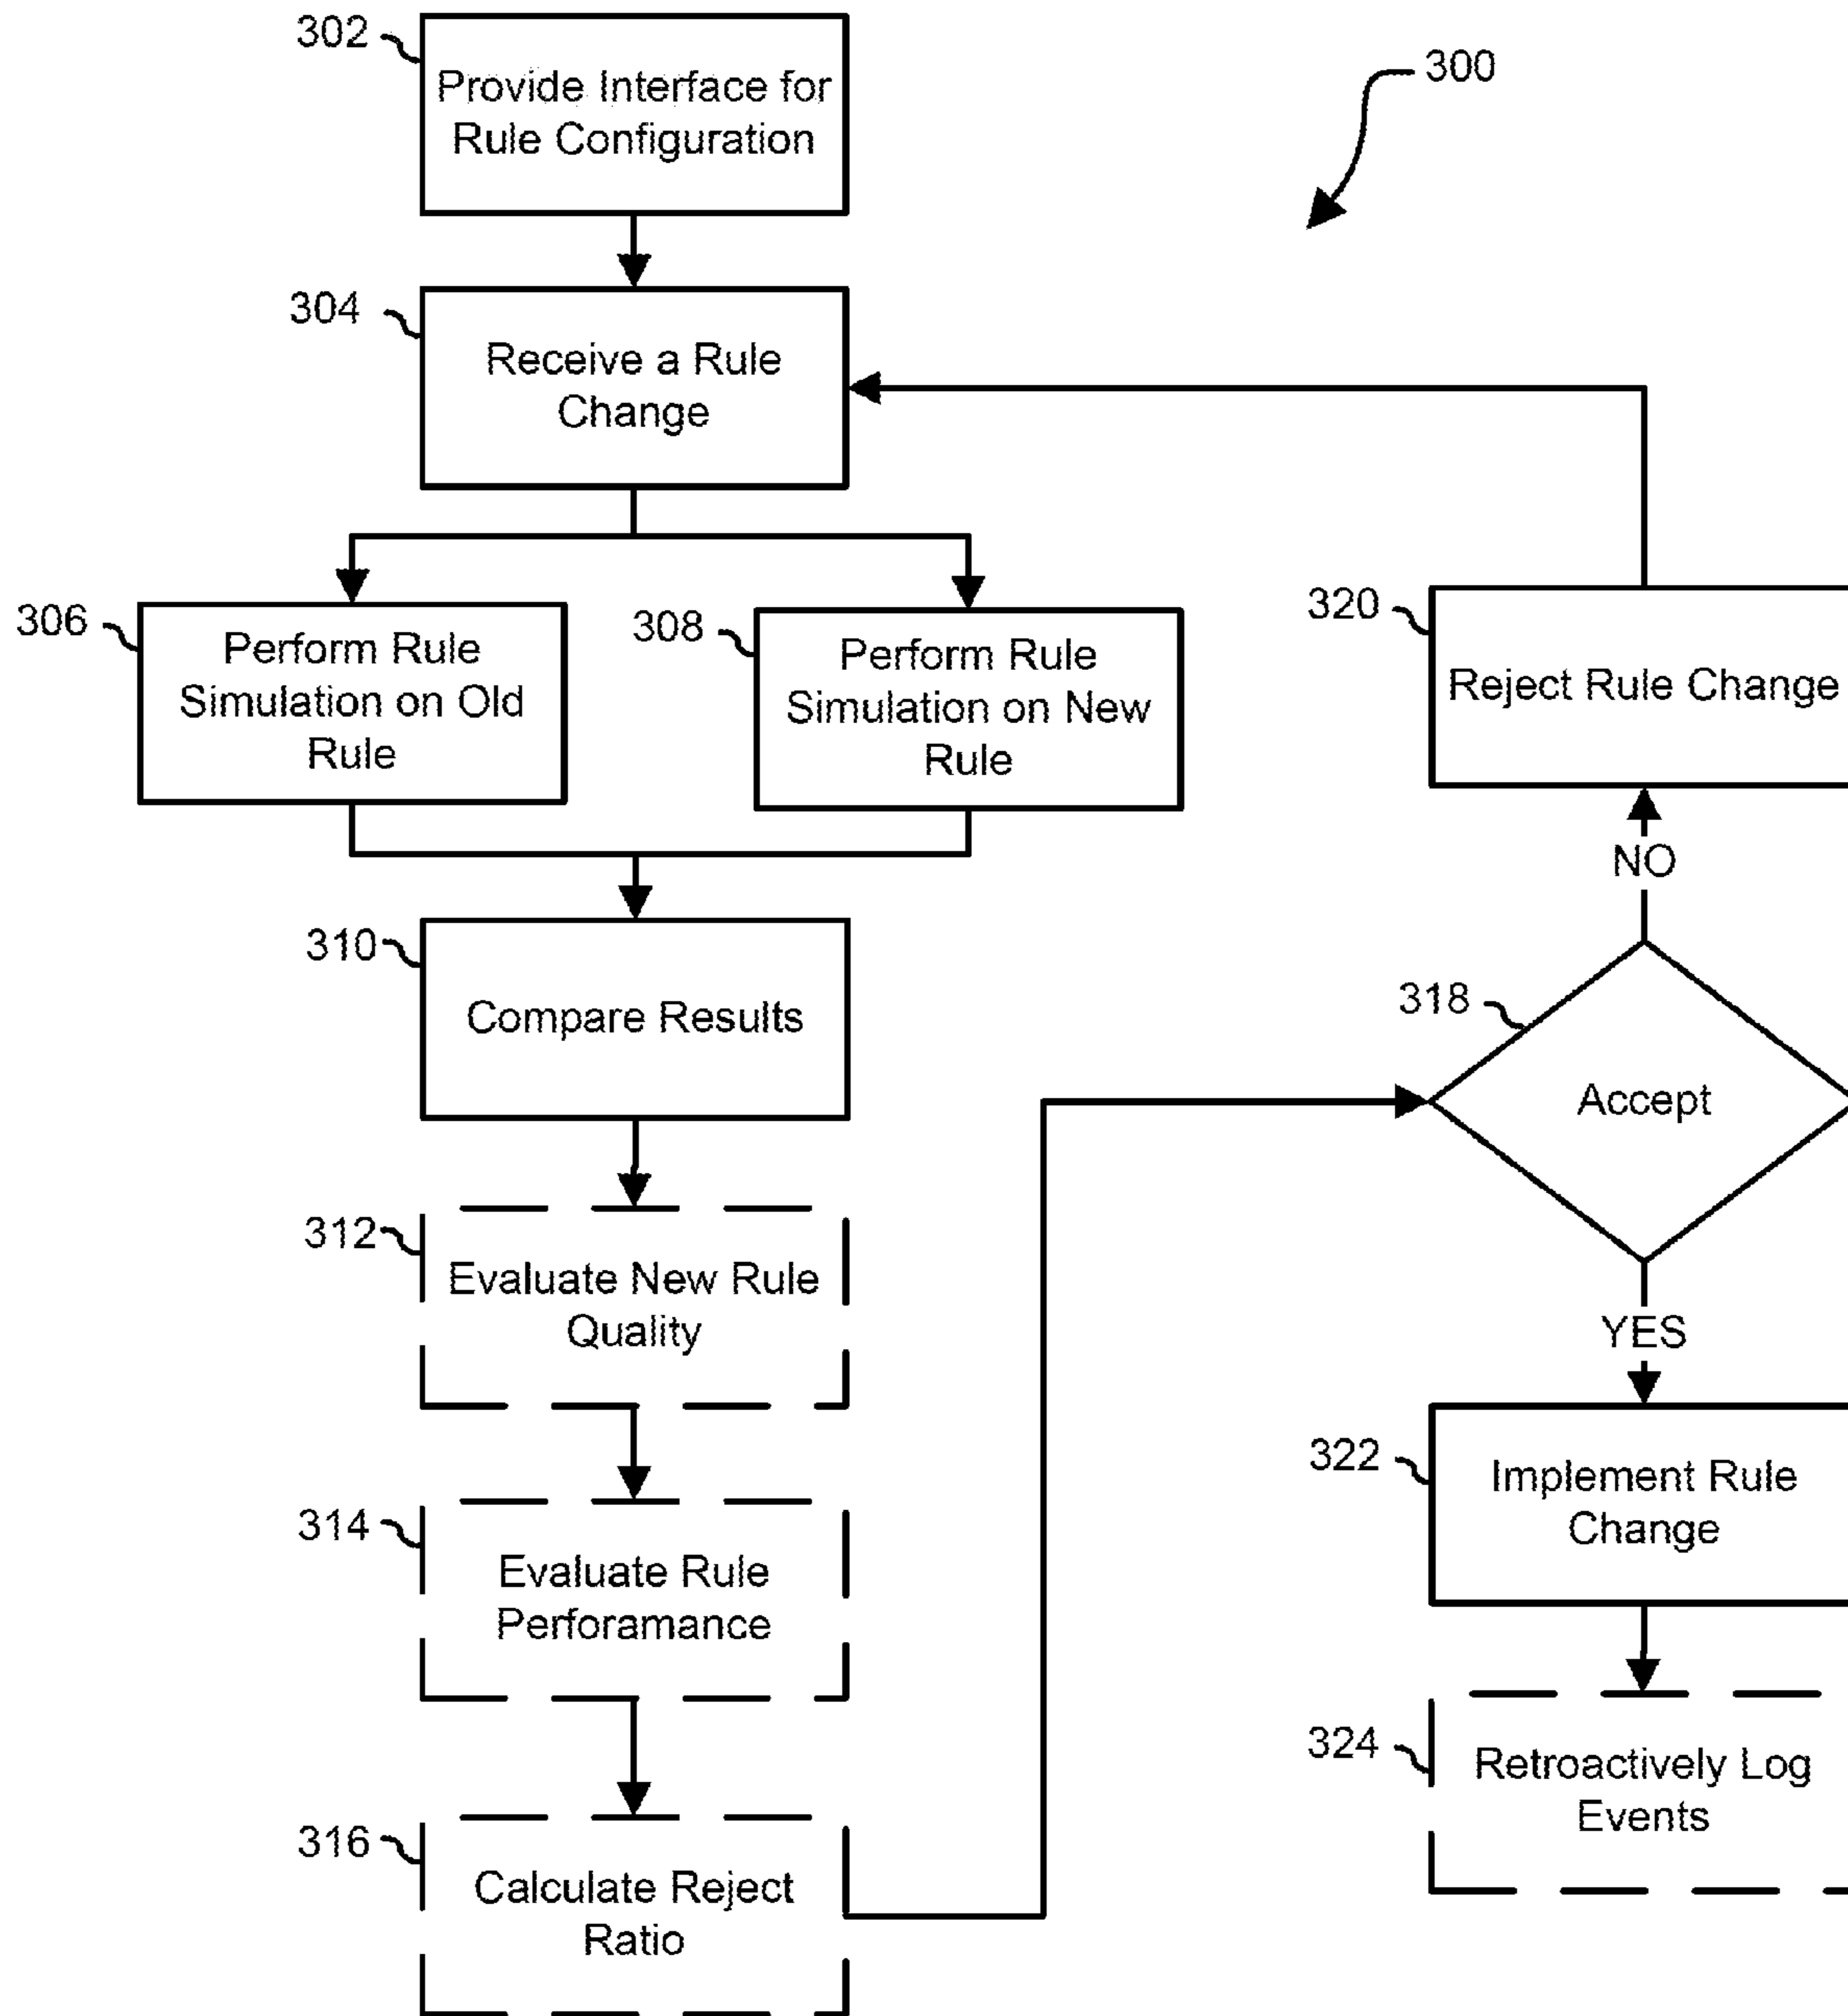 302
Provide Interface for
Rule Configuration
300
304
Receive a Rule
Change
306
Perform Rule
Simulation on Old
Rule
308
Perform Rule
Simulation on New
Rule
310
Compare Results
312
Evaluate New Rule
Quality
314
Evaluate Rule
Perforamance
316
Calculate Reject
Ratio
318
Accept
NO
320
Reject Rule Change
YES
322
Implement Rule
Change
324
Retroactively Log
Events